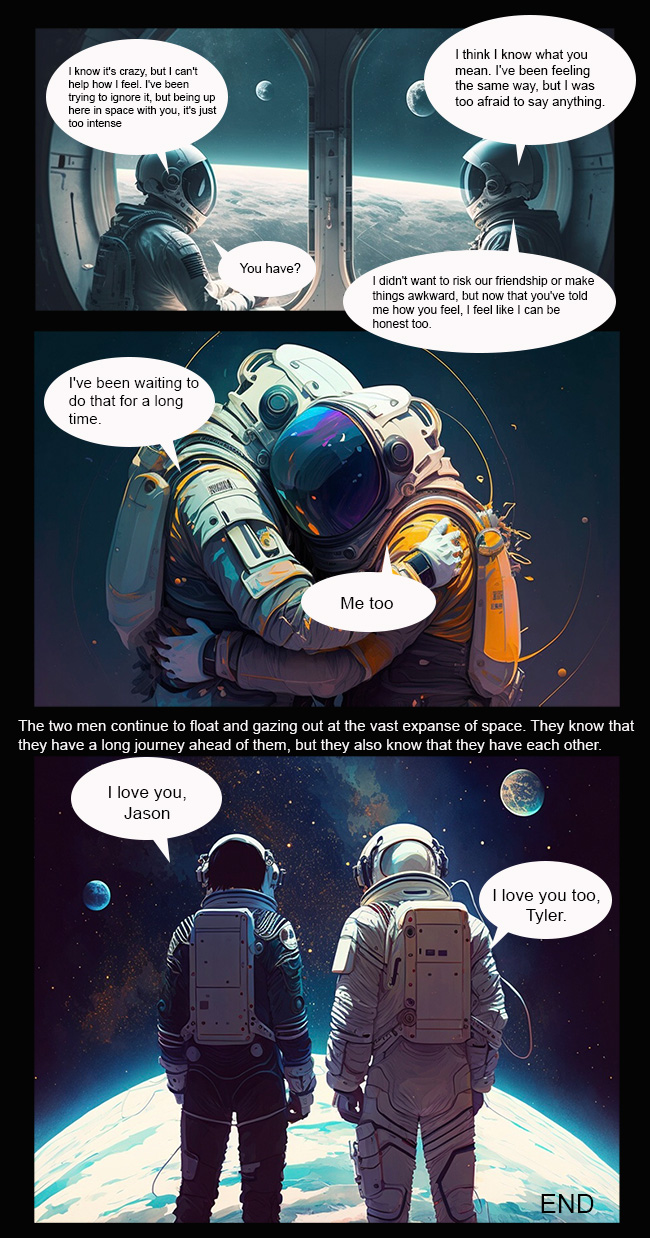 I know it's crazy, but I can't
help how I feel. I've been
trying to ignore it, but being up
here in space with you, it's just
too intense
I think I know what you
mean. I've been feeling
the same way, but I was
too afraid to say anything.
You have?
I didn't want to risk our friendship or make
things awkward, but now that you've told
me how you feel, I feel like I can be
honest too.
I've been waiting to
do that for a long
time.
Me too
The two men continue to float and gazing out at the vast expanse of space. They know that
they have a long journey ahead of them, but they also know that they have each other.
I love you,
Jason
I love you too,
Tyler.
END